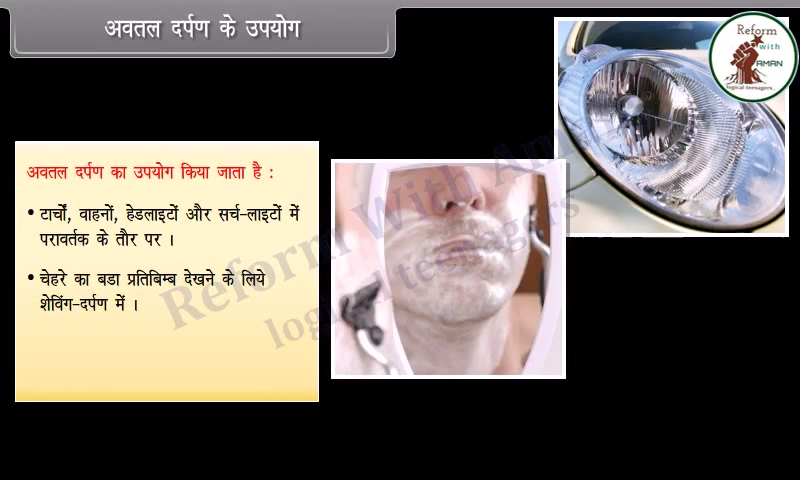 अवतल दर्पण के उपयोग
Reform
with
AMAN
logical teenagers.
अवतल दर्पण का उपयोग किया जाता है :
• टार्चों, वाहनों, हेडलाइटों और सर्च-लाइटों में
परावर्तक के तौर पर ।
• चेहरे का बडा प्रतिबिम्ब देखने के लिये
शेविंग-दर्पण में ।
Reform With Aman
logical teenagers